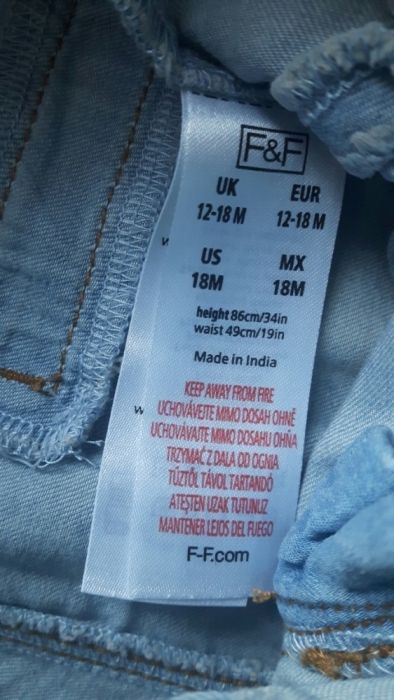 F&F
UK EUR
12-18 M 12-18 M
US MX
18M 18M
height 86cm/34in
waist 49cm/19in
Made in India
KEEP AWAY FROM FIRE
UCHOVÁVEJTE MIMO DOSAH OHNĚ
UCHOVÁVAJTE MIMO DOSAHU OHŇA
TRZYMAĆ Z DALA OD OGNIA
TŰZTŐL TÁVOL TARTANDÓ
ATEŞTEN UZAK TUTUNUZ
MANTENER LEJOS DEL FUEGO
F-F.com